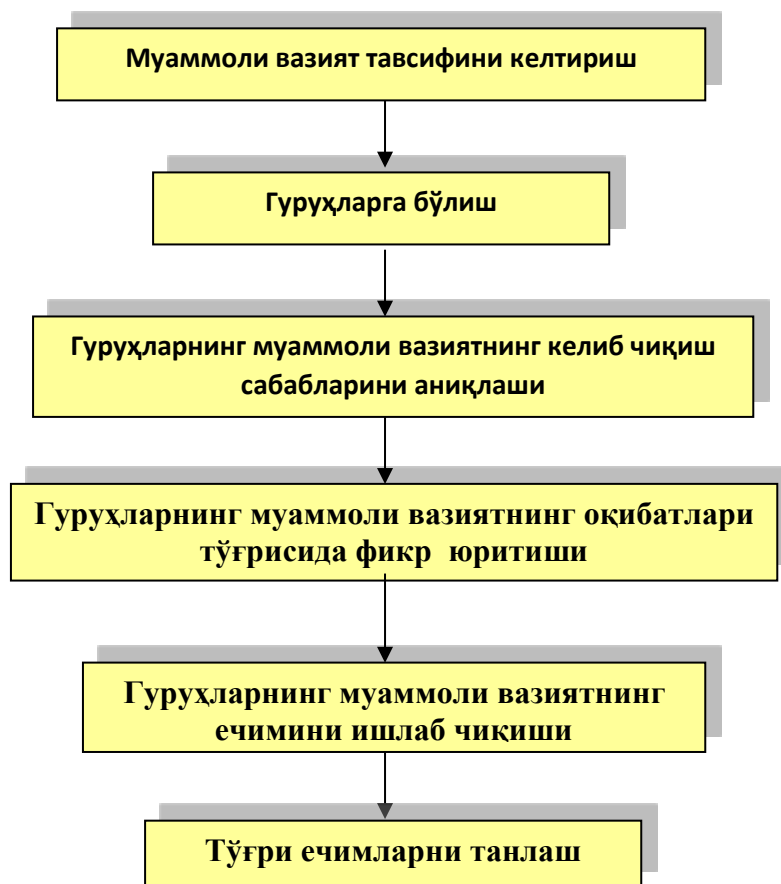 Муаммоли вазият тавсифини келтириш
Гуруҳларга бўлиш
Гуруҳларнинг муаммоли вазиятнинг келиб чиқиш
сабабларини аниқлаши
Гуруҳларнинг муаммоли вазиятнинг оқибатлари
тўғрисида фикр юритиши
Гуруҳларнинг муаммоли вазиятнинг
ечимини ишлаб чиқиши
Тўғри ечимларни танлаш